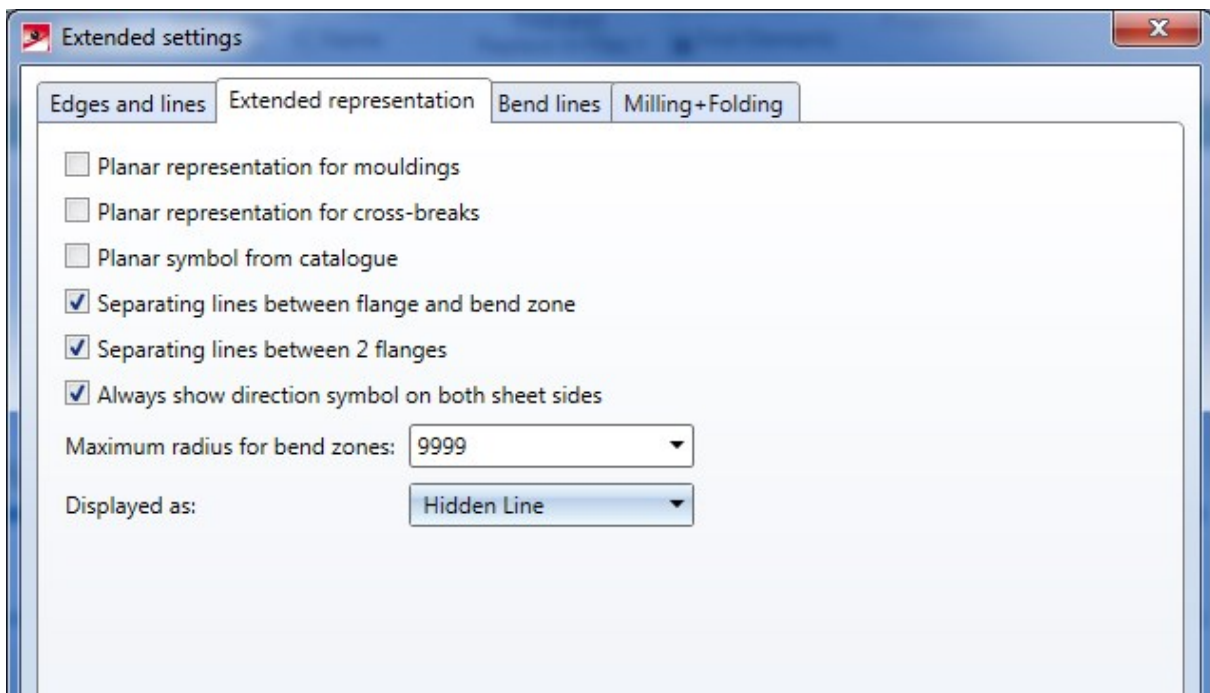 Extended settings
Edges and lines
Extended representation
Bend lines
Milling+Folding
Planar representation for mouldings
Planar representation for cross-breaks
Planar symbol from catalogue
Separating lines between flange and bend zone
Separating lines between 2 flanges
Always show direction symbol on both sheet sides
Maximum radius for bend zones: 9999
Displayed as: Hidden Line